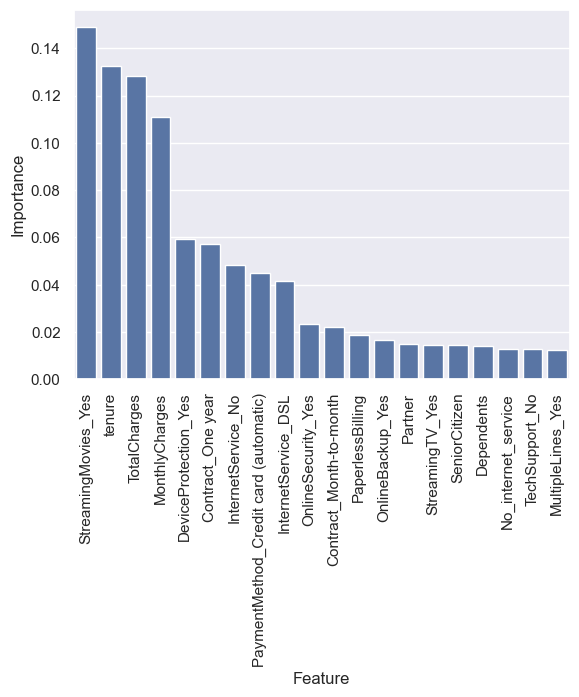 0.14
0.12
0.10
0.08
0.06
0.04
0.02
0.00
Importance
StreamingMovies_Yes
tenure
TotalCharges
MonthlyCharges
DeviceProtection_Yes
Contract_One year
InternetService_No
PaymentMethod_Credit card (automatic)
InternetService_DSL
OnlineSecurity_Yes
Contract_Month-to-month
PaperlessBilling
OnlineBackup_Yes
Partner
StreamingTV_Yes
SeniorCitizen
Dependents
No_internet_service
TechSupport_No
MultipleLines_Yes
Feature